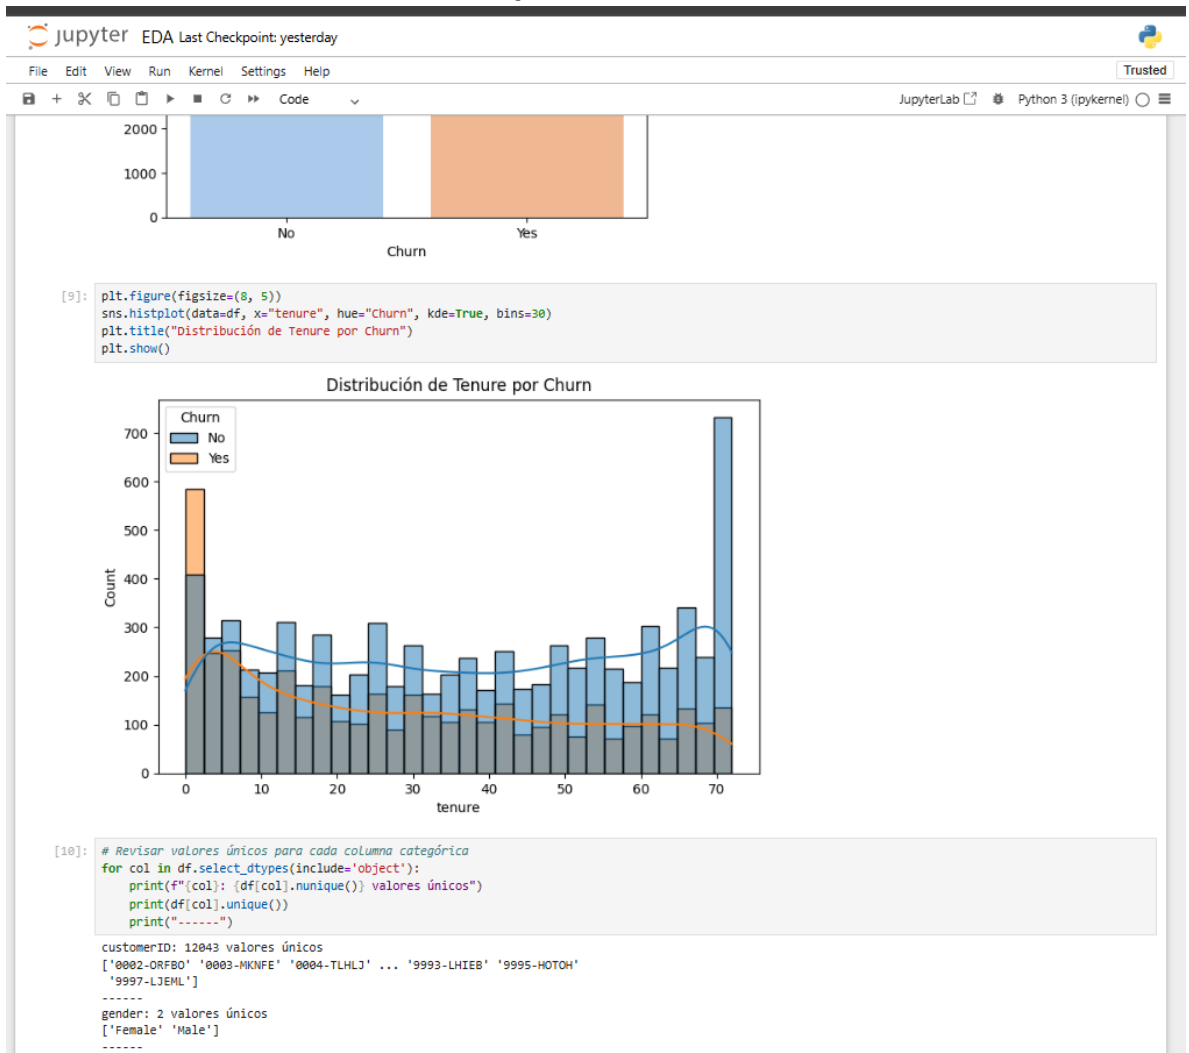 jupyter EDA Last Checkpoint: yesterday
File Edit View Run Kernel Settings Help
Trusted
Code
JupyterLab
Python 3 (ipykernel)
2000
1000
0
No Yes
Churn
[9]:
plt.figure(figsize=(8, 5))
sns.histplot(data=df, x="tenure", hue="Churn", kde=True, bins=30)
plt.title("Distribución de Tenure por Churn")
plt.show()
Distribución de Tenure por Churn
Churn
No
Yes
700
600
500
400
300
200
100
0
Count
0 10 20 30 40 50 60 70
tenure
[10]:
# Revisar valores únicos para cada columna categórica
for col in df.select_dtypes(include='object'):
    print(f"{col}: {df[col].nunique()} valores únicos")
    print(df[col].unique())
    print("------")
customerID: 12043 valores únicos
['0002-ORFBO' '0003-MKNFE' '0004-TLHLJ' ... '9993-LHIEB' '9995-HOTOH'
 '9997-LJEML']
------
gender: 2 valores únicos
['Female' 'Male']
------